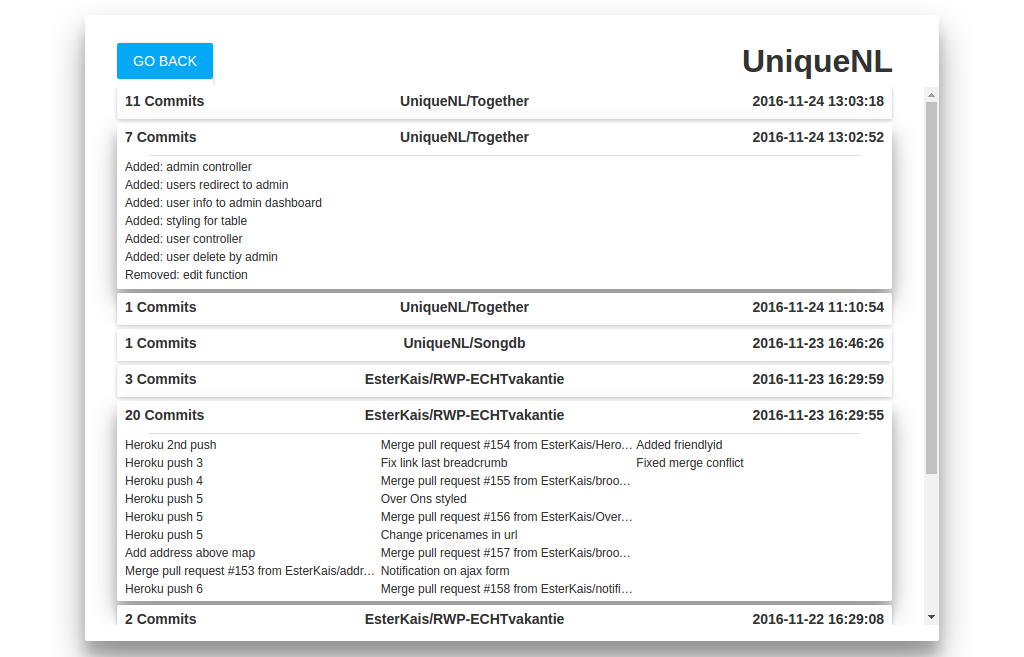 GO BACK
UniqueNL
11 Commits UniqueNL/Together 2016-11-24 13:03:18
7 Commits UniqueNL/Together 2016-11-24 13:02:52
Added: admin controller
Added: users redirect to admin
Added: user info to admin dashboard
Added: styling for table
Added: user controller
Added: user delete by admin
Removed: edit function
1 Commits UniqueNL/Together 2016-11-24 11:10:54
1 Commits UniqueNL/Songdb 2016-11-23 16:46:26
3 Commits EsterKais/RWP-ECHTvakantie 2016-11-23 16:29:59
20 Commits EsterKais/RWP-ECHTvakantie 2016-11-23 16:29:55
Heroku 2nd push
Heroku push 3
Heroku push 4
Heroku push 5
Heroku push 5
Heroku push 5
Add address above map
Merge pull request #153 from EsterKais/addr...
Heroku push 6
Merge pull request #154 from EsterKais/Hero...
Fix link last breadcrumb
Merge pull request #155 from EsterKais/broo...
Over Ons styled
Merge pull request #156 from EsterKais/Over...
Change pricenames in url
Merge pull request #157 from EsterKais/broo...
Notification on ajax form
Merge pull request #158 from EsterKais/notifi...
Added friendlyid
Fixed merge conflict
2 Commits EsterKais/RWP-ECHTvakantie 2016-11-22 16:29:08